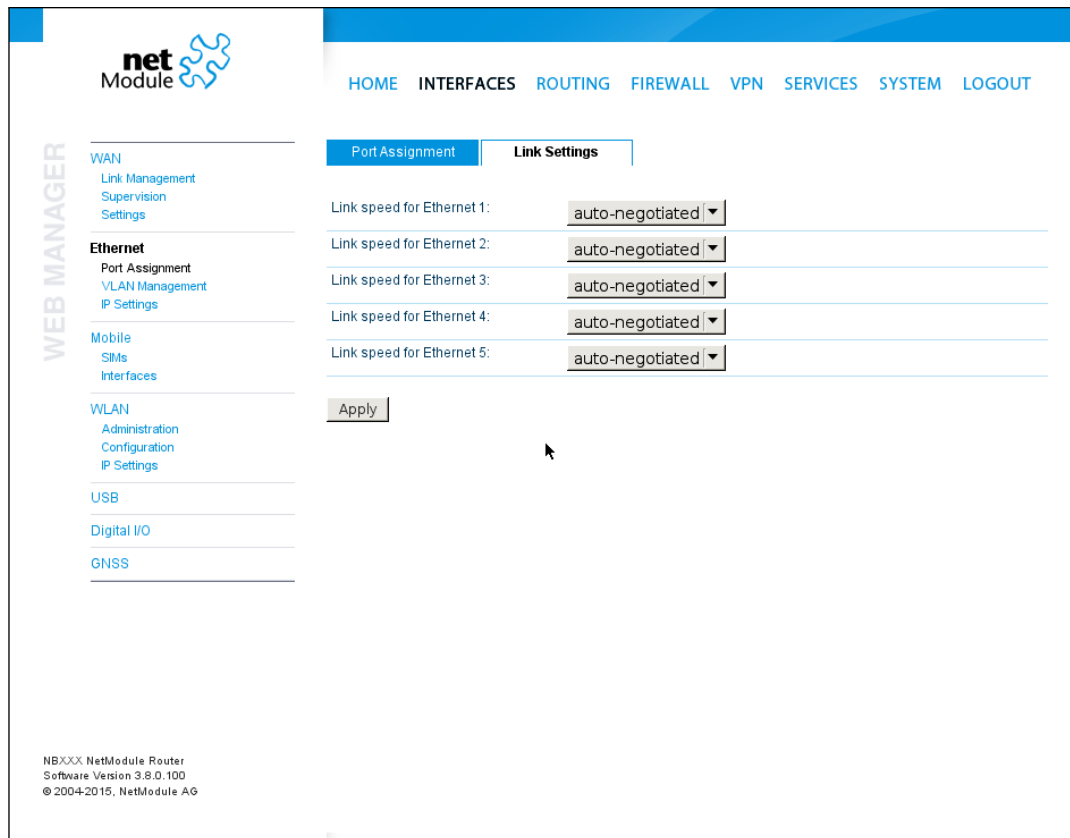 net
Module
HOME INTERFACES ROUTING FIREWALL VPN SERVICES SYSTEM LOGOUT
WEB MANAGER
WAN
Link Management
Supervision
Settings
Ethernet
Port Assignment
VLAN Management
IP Settings
Mobile
SIMs
Interfaces
WLAN
Administration
Configuration
IP Settings
USB
Digital I/O
GNSS
Port Assignment Link Settings
Link speed for Ethernet 1: auto-negotiated
Link speed for Ethernet 2: auto-negotiated
Link speed for Ethernet 3: auto-negotiated
Link speed for Ethernet 4: auto-negotiated
Link speed for Ethernet 5: auto-negotiated
Apply
NBXXX NetModule Router
Software Version 3.8.0.100
© 2004-2015, NetModule AG